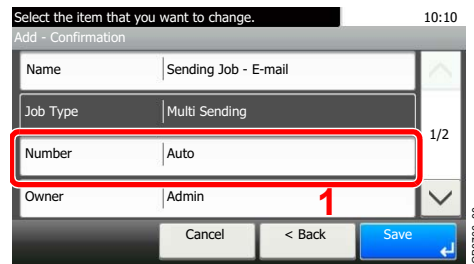 Select the item that you want to change. 10:10
Add - Confirmation
Name Sending Job - E-mail
Job Type Multi Sending
1/2
Number Auto
Owner Admin
1
Cancel < Back Save